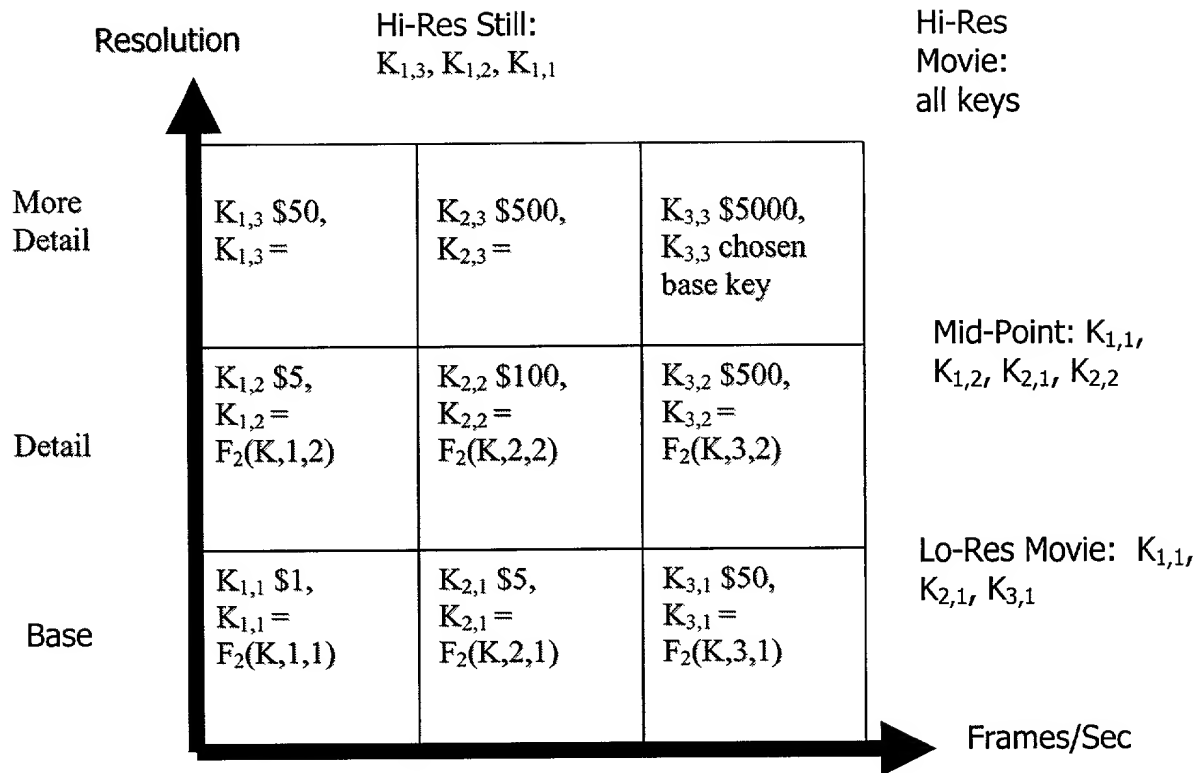 Resolution
Hi-Res Still:
K₁,₃, K₁,₂, K₁,₁
Hi-Res
Movie:
all keys
More
Detail
K₁,₃ $50,
K₁,₃ =
K₂,₃ $500,
K₂,₃ =
K₃,₃ $5000,
K₃,₃ chosen
base key
Mid-Point: K₁,₁,
K₁,₂, K₂,₁, K₂,₂
Detail
K₁,₂ $5,
K₁,₂ =
F₂(K,1,2)
K₂,₂ $100,
K₂,₂ =
F₂(K,2,2)
K₃,₂ $500,
K₃,₂ =
F₂(K,3,2)
Lo-Res Movie: K₁,₁,
K₂,₁, K₃,₁
Base
K₁,₁ $1,
K₁,₁ =
F₂(K,1,1)
K₂,₁ $5,
K₂,₁ =
F₂(K,2,1)
K₃,₁ $50,
K₃,₁ =
F₂(K,3,1)
Frames/Sec